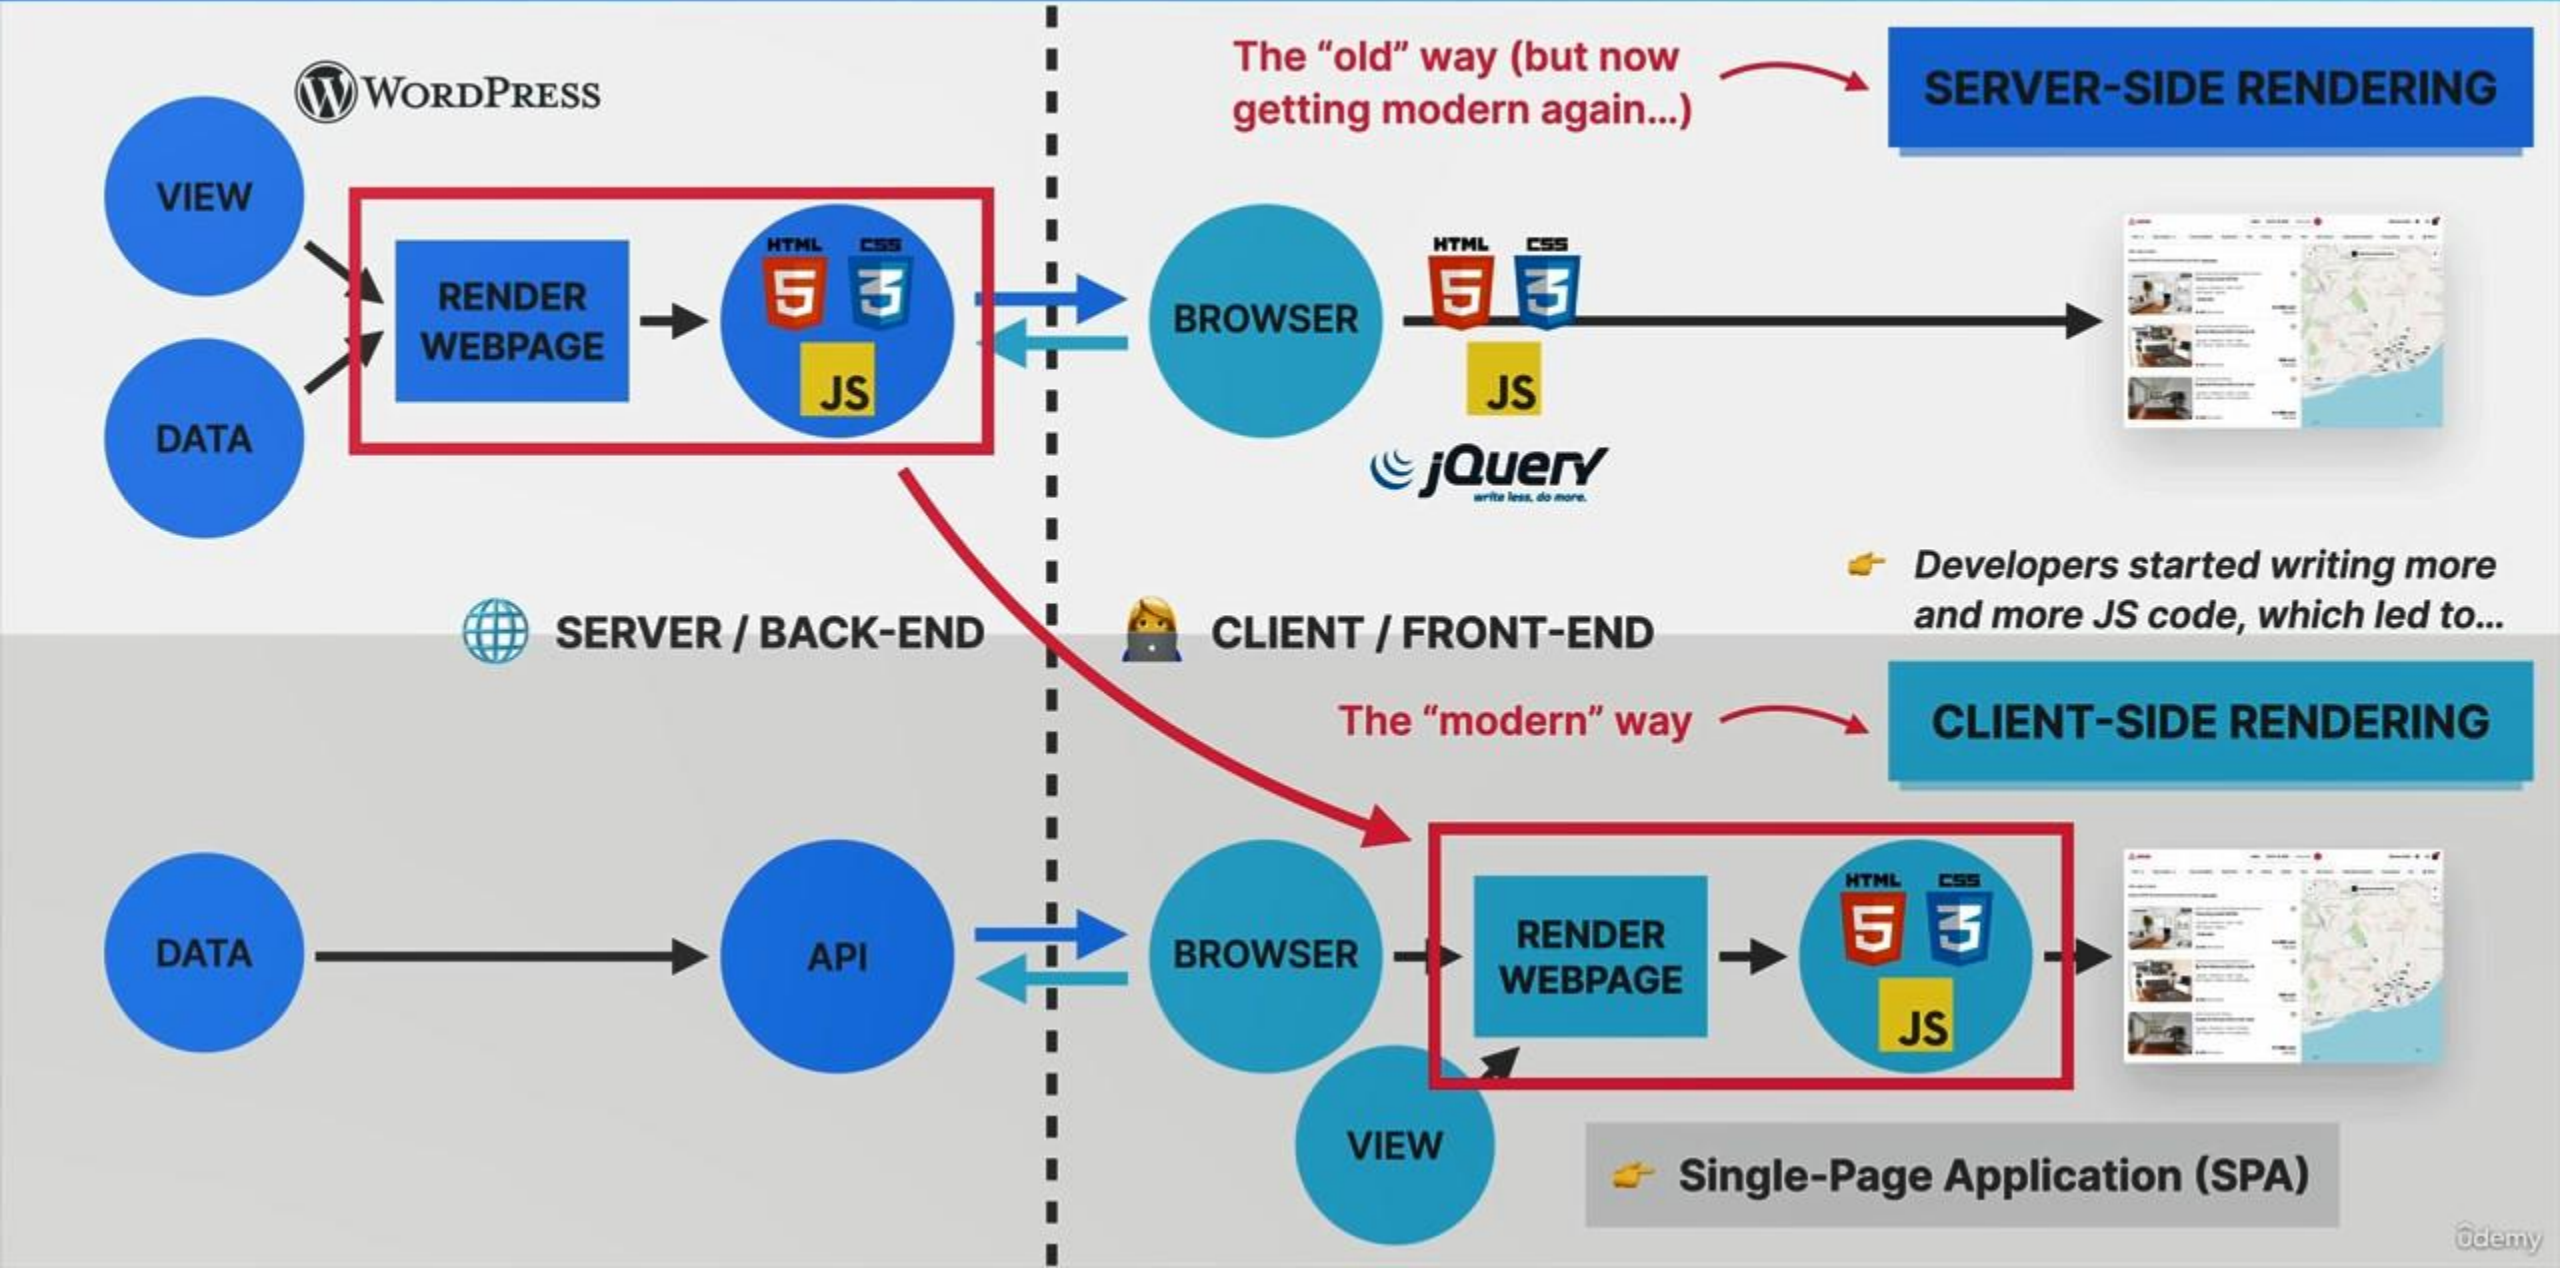 WORDPRESS
The “old” way (but now
getting modern again...)
SERVER-SIDE RENDERING
VIEW
DATA
RENDER
WEBPAGE
HTML
CSS
JS
BROWSER
HTML
CSS
JS
jQuery
write less, do more.
Developers started writing more
and more JS code, which led to...
SERVER / BACK-END
CLIENT / FRONT-END
The “modern” way
CLIENT-SIDE RENDERING
DATA
API
BROWSER
RENDER
WEBPAGE
HTML
CSS
JS
VIEW
Single-Page Application (SPA)
ûdemy